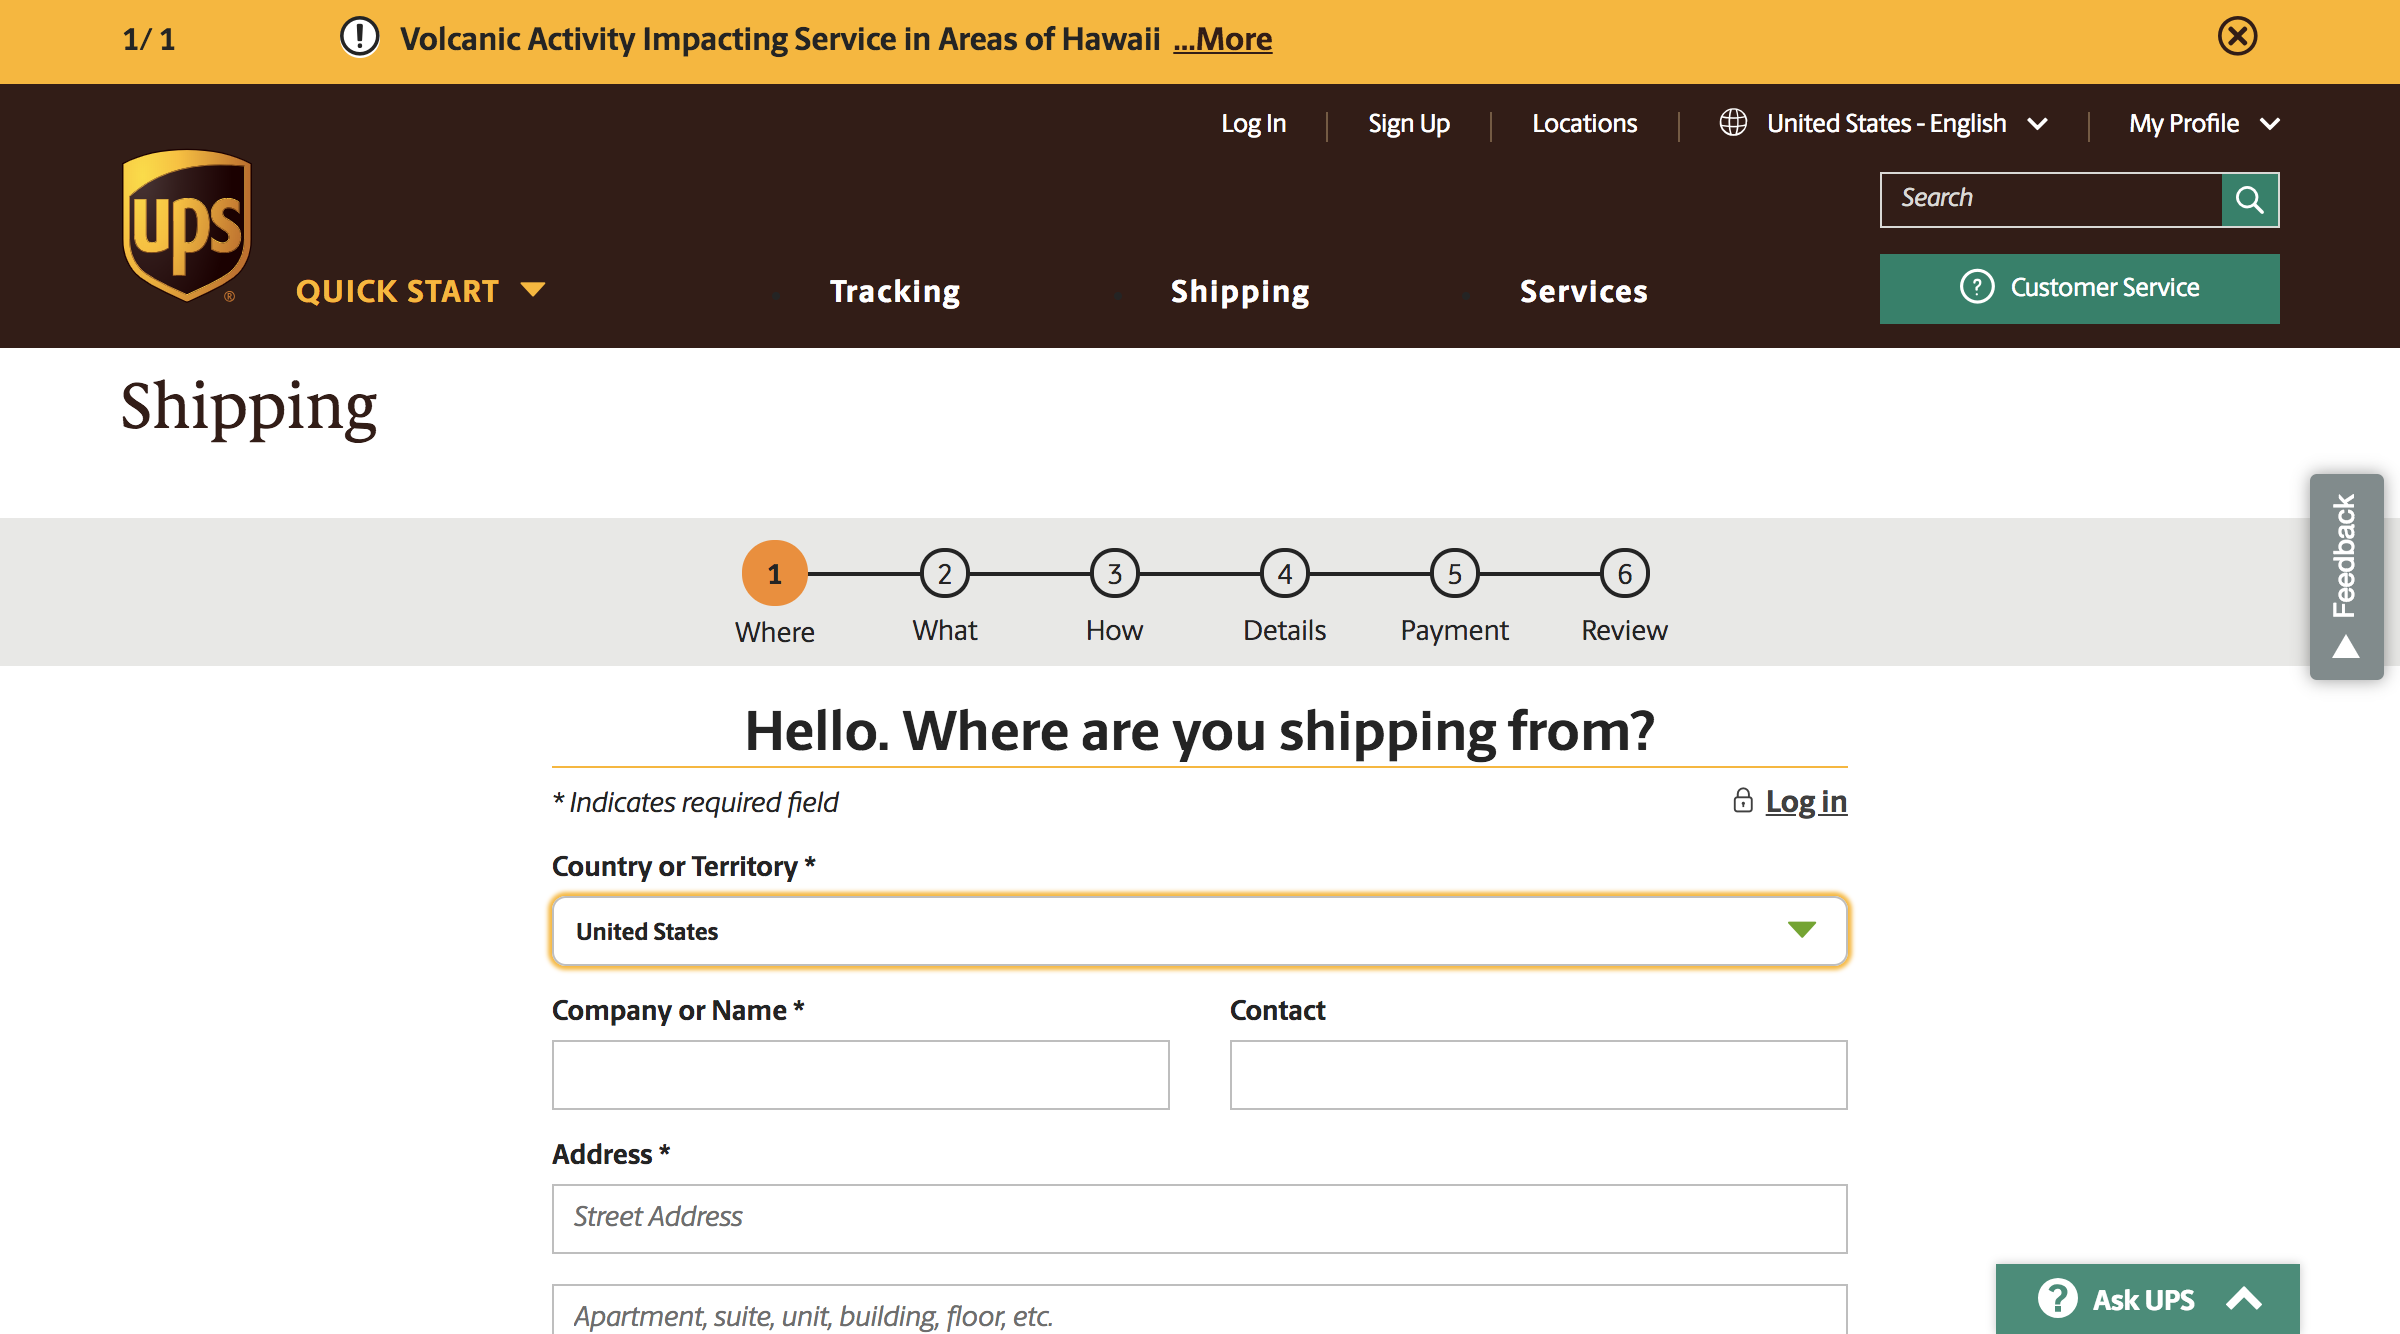 1/ 1
! Volcanic Activity Impacting Service in Areas of Hawaii ...More
Log In
Sign Up
Locations
United States - English
My Profile
ups ®
Search
QUICK START
Tracking
Shipping
Services
? Customer Service
Shipping
Feedback
1 2 3 4 5 6
Where What How Details Payment Review
Hello. Where are you shipping from?
* Indicates required field
Log in
Country or Territory *
United States
Company or Name *
Contact
Address *
Street Address
Apartment, suite, unit, building, floor, etc.
? Ask UPS